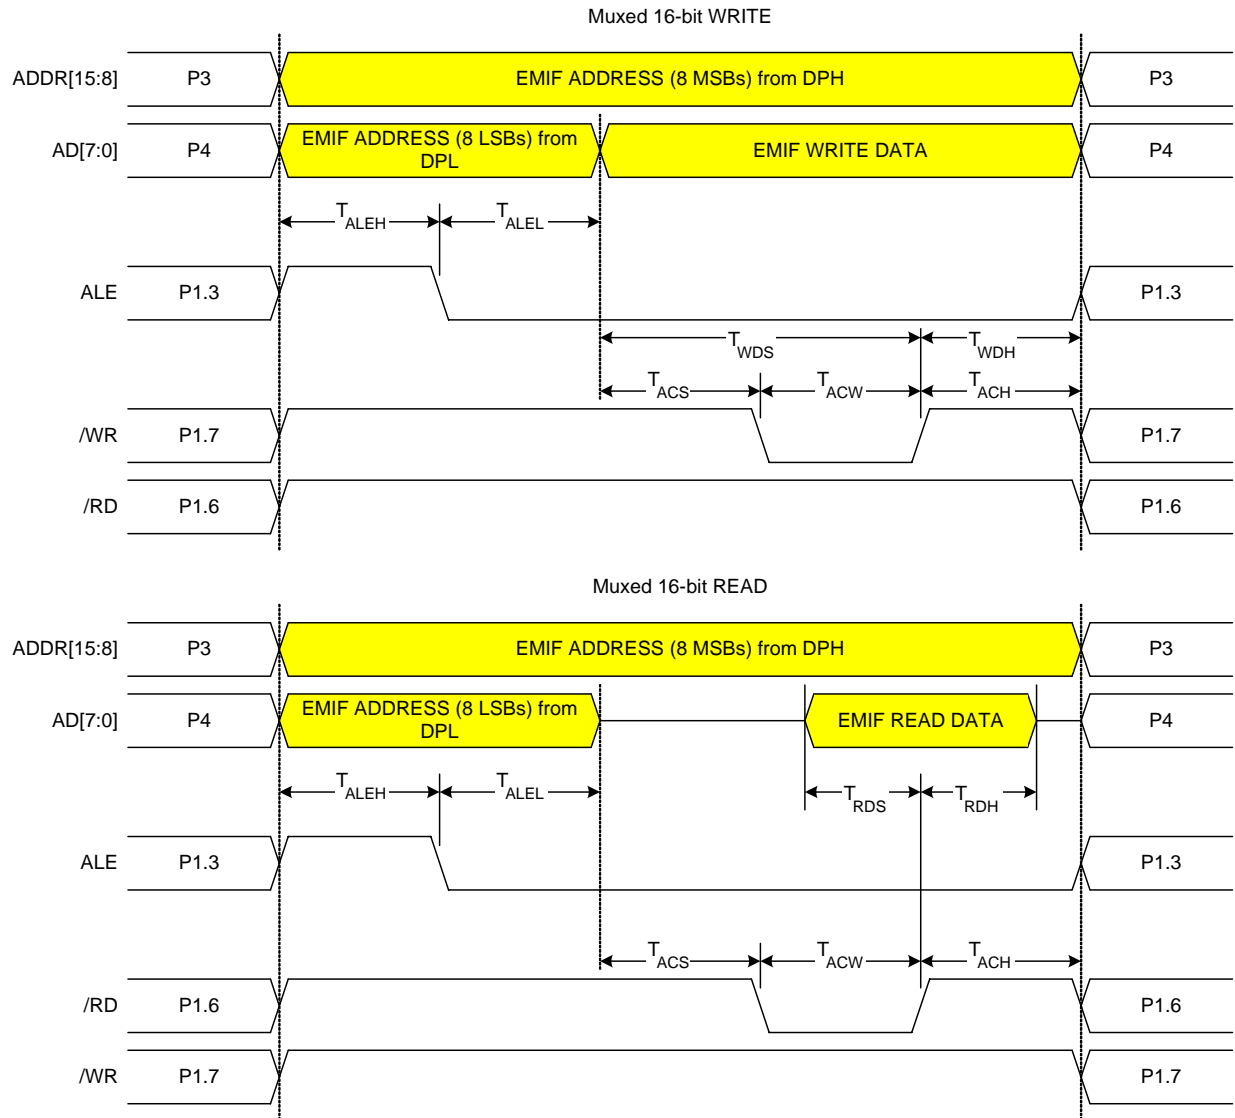 Muxed 16-bit WRITE
ADDR[15:8] P3 EMIF ADDRESS (8 MSBs) from DPH P3
AD[7:0] P4 EMIF ADDRESS (8 LSBs) from
DPL EMIF WRITE DATA P4
TALEH TALEL
ALE P1.3 P1.3
TWDS TWDH
TACS TACW TACH
/WR P1.7 P1.7
/RD P1.6 P1.6
Muxed 16-bit READ
ADDR[15:8] P3 EMIF ADDRESS (8 MSBs) from DPH P3
AD[7:0] P4 EMIF ADDRESS (8 LSBs) from
DPL EMIF READ DATA P4
TALEH TALEL TRDS TRDH
ALE P1.3 P1.3
TACS TACW TACH
/RD P1.6 P1.6
/WR P1.7 P1.7